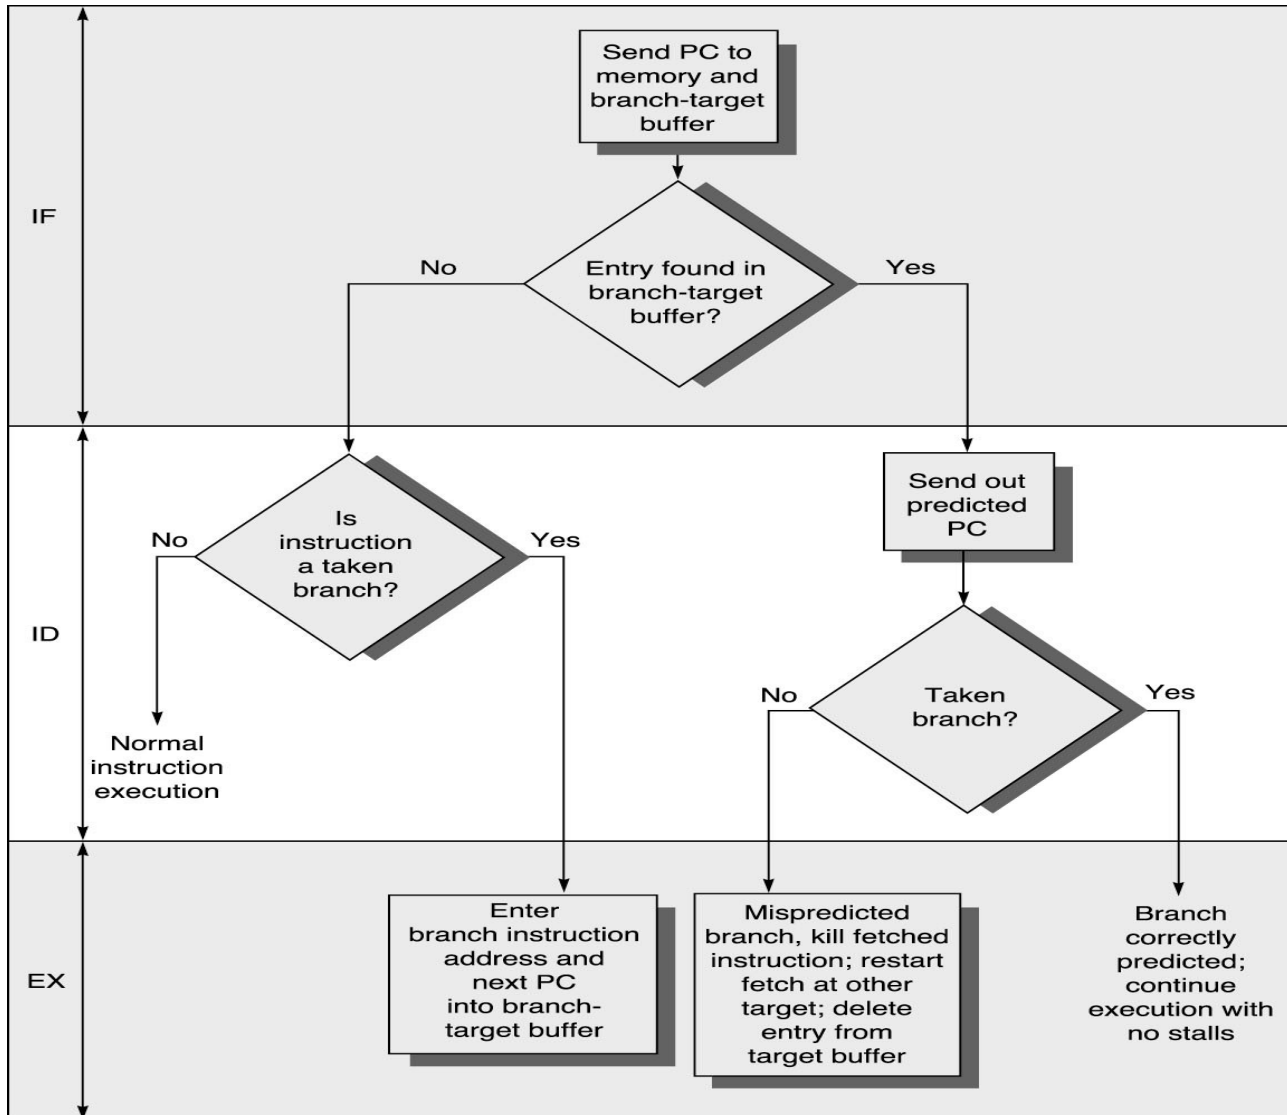 Send PC to
memory and
branch-target
buffer
IF
No
Entry found in
branch-target
buffer?
Yes
Is
instruction
a taken
branch?
No
Yes
Send out
predicted
PC
ID
No
Taken
branch?
Yes
Normal
instruction
execution
EX
Enter
branch instruction
address and
next PC
into branch-
target buffer
Mispredicted
branch, kill fetched
instruction; restart
fetch at other
target; delete
entry from
target buffer
Branch
correctly
predicted;
continue
execution with
no stalls